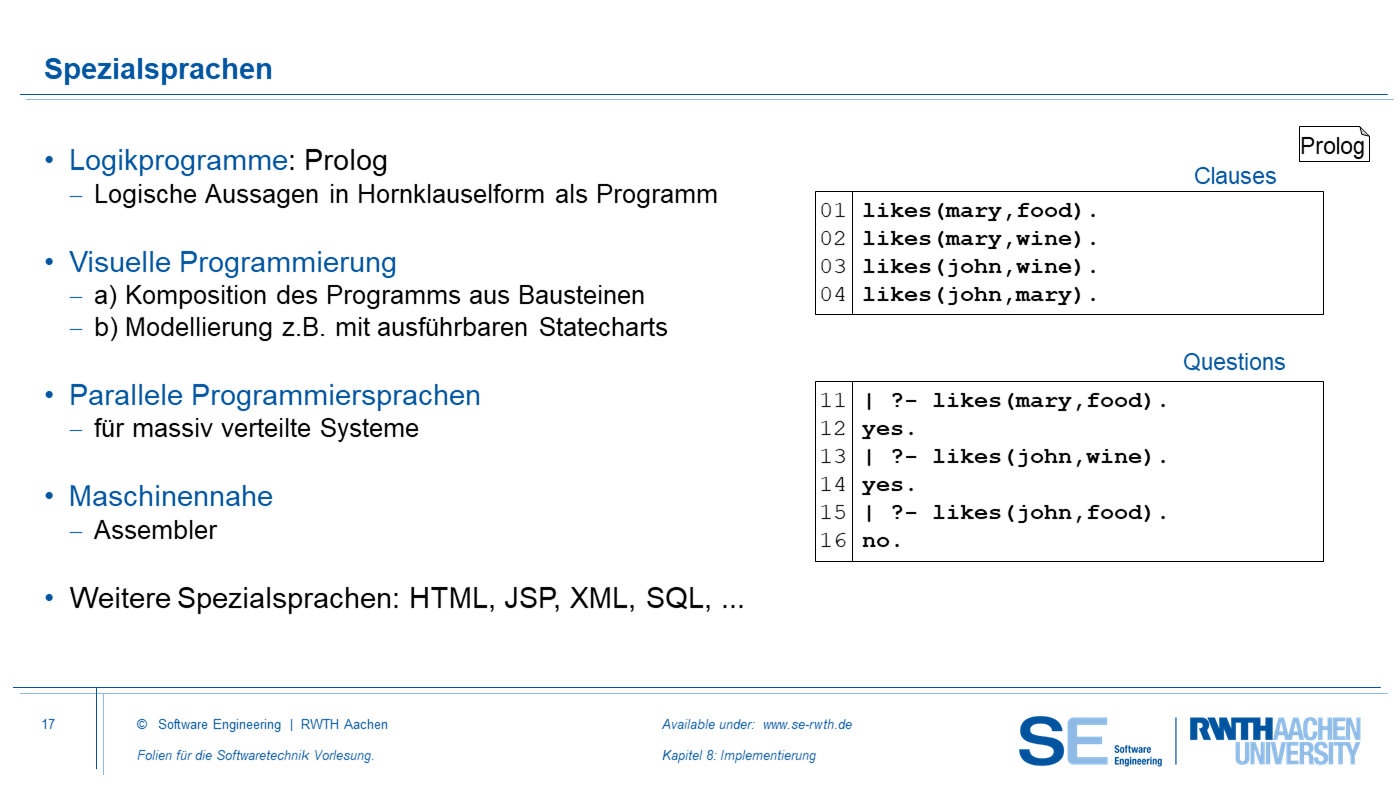 Spezialsprachen
• Logikprogramme: Prolog
– Logische Aussagen in Hornklauselform als Programm
• Visuelle Programmierung
– a) Komposition des Programms aus Bausteinen
– b) Modellierung z.B. mit ausführbaren Statecharts
• Parallele Programmiersprachen
– für massiv verteilte Systeme
• Maschinennahe
– Assembler
• Weitere Spezialsprachen: HTML, JSP, XML, SQL, ...
Prolog
Clauses
01 likes(mary,food).
02 likes(mary,wine).
03 likes(john,wine).
04 likes(john,mary).
Questions
11 | ?- likes(mary,food).
12 yes.
13 | ?- likes(john,wine).
14 yes.
15 | ?- likes(john,food).
16 no.
17
© Software Engineering | RWTH Aachen
Folien für die Softwaretechnik Vorlesung.
Available under: www.se-rwth.de
Kapitel 8: Implementierung
SE Software
Engineering
RWTHAACHEN
UNIVERSITY